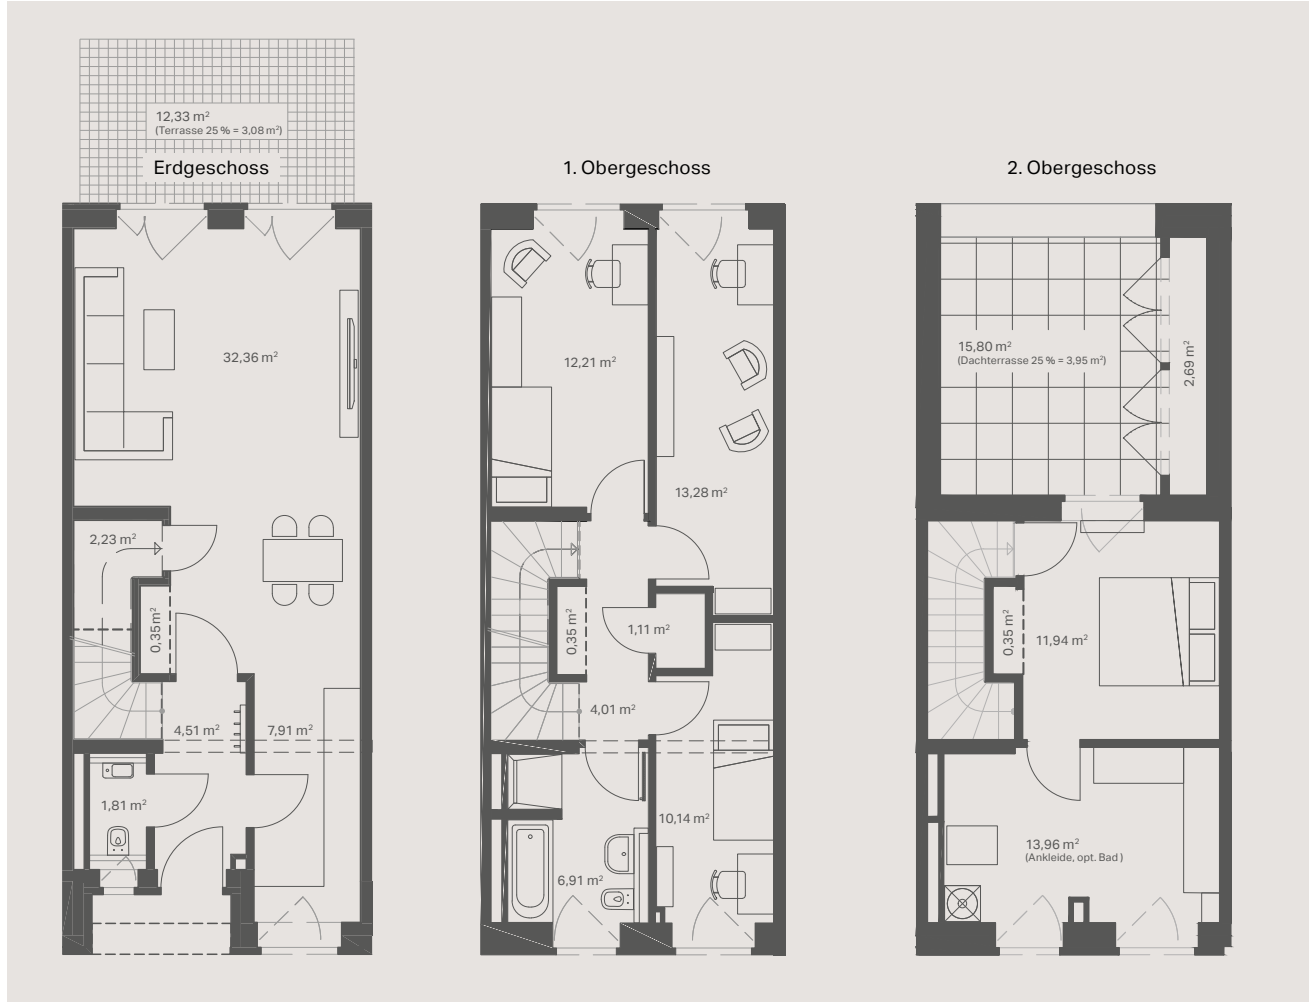 12,33 m²
(Terrasse 25 % = 3,08 m²)
Erdgeschoss
32,36 m²
2,23 m²
0,35 m²
4,51 m²
7,91 m²
1,81 m²
1. Obergeschoss
12,21 m²
13,28 m²
0,35 m²
1,11 m²
4,01 m²
10,14 m²
6,91 m²
2. Obergeschoss
15,80 m²
(Dachterrasse 25 % = 3,95 m²)
2,69 m²
0,35 m²
11,94 m²
13,96 m²
(Ankleide, opt. Bad )